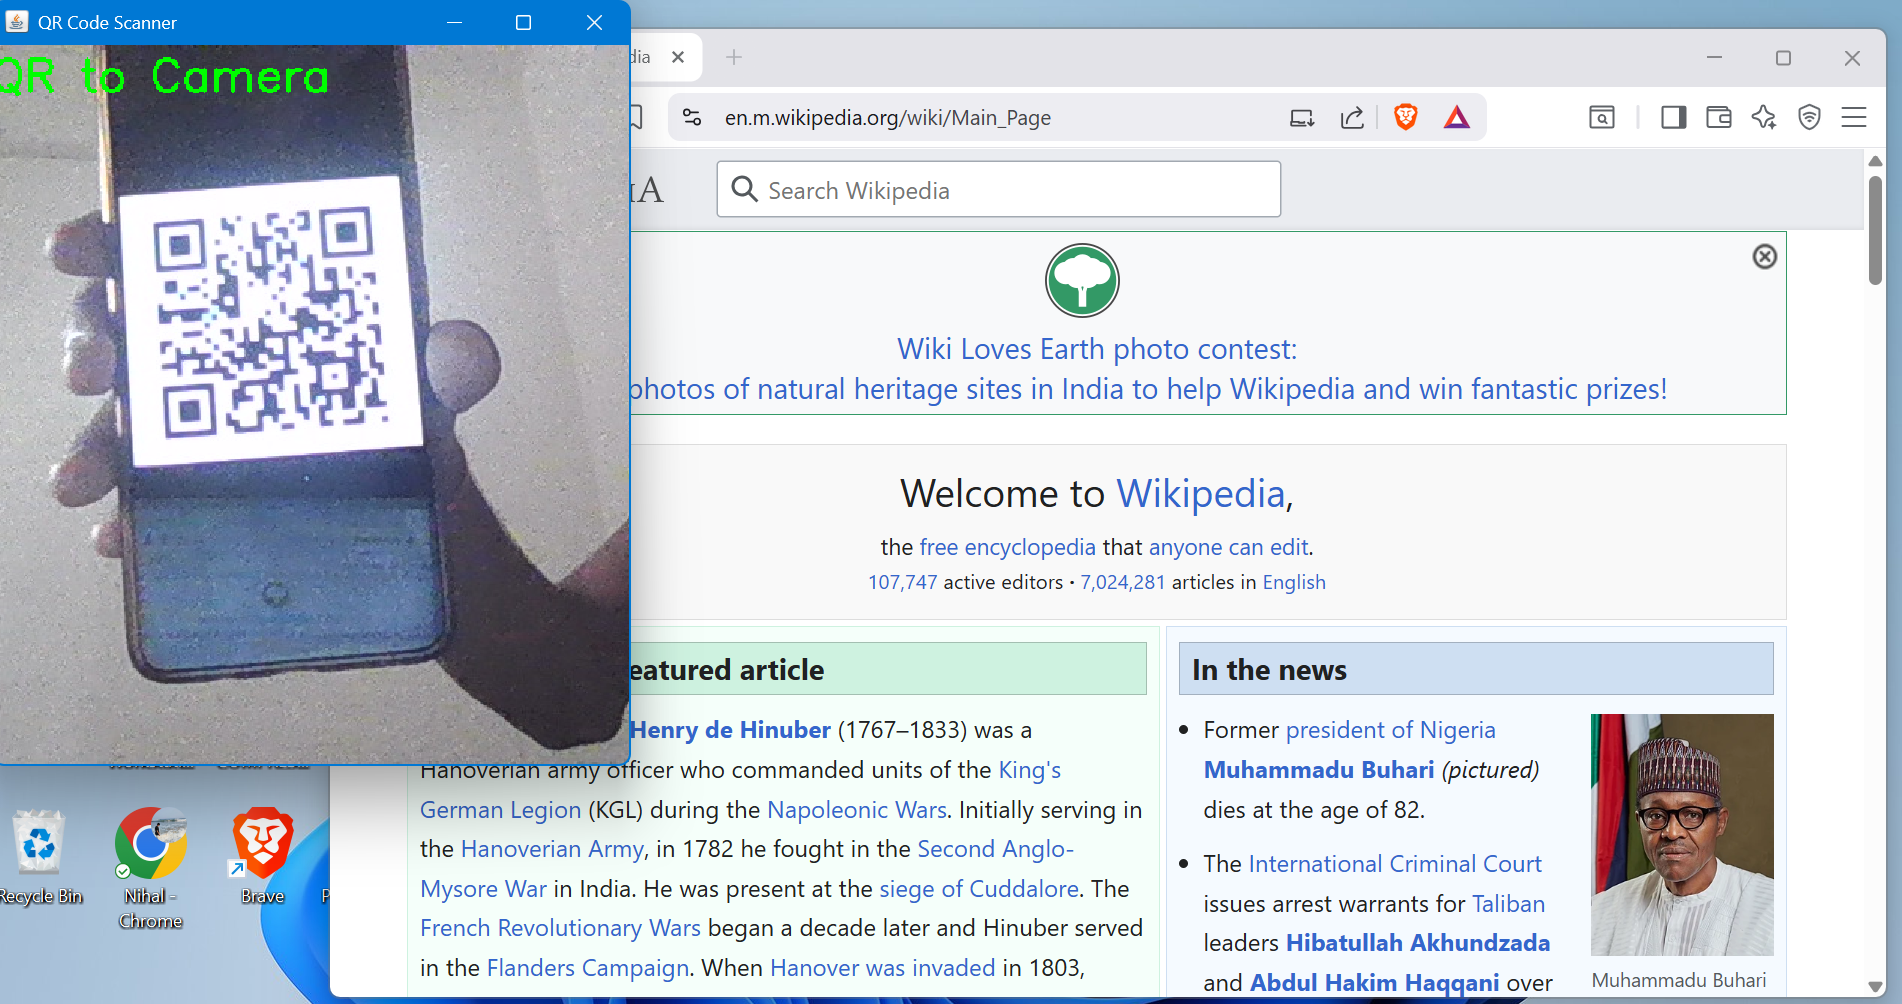 QR Code Scanner
QR to Camera
dia
en.m.wikipedia.org/wiki/Main_Page
IA
Search Wikipedia
Wiki Loves Earth photo contest:
photos of natural heritage sites in India to help Wikipedia and win fantastic prizes!
Welcome to Wikipedia,
the free encyclopedia that anyone can edit.
107,747 active editors · 7,024,281 articles in English
eatured article
Henry de Hinuber (1767–1833) was a
Hanoverian army officer who commanded units of the King's
German Legion (KGL) during the Napoleonic Wars. Initially serving in
the Hanoverian Army, in 1782 he fought in the Second Anglo-
Mysore War in India. He was present at the siege of Cuddalore. The
French Revolutionary Wars began a decade later and Hinuber served
in the Flanders Campaign. When Hanover was invaded in 1803,
In the news
Former president of Nigeria
Muhammadu Buhari (pictured)
dies at the age of 82.
The International Criminal Court
issues arrest warrants for Taliban
leaders Hibatullah Akhundzada
and Abdul Hakim Haqqani over
Muhammadu Buhari
Recycle Bin
Nihal -
Chrome
Brave
P